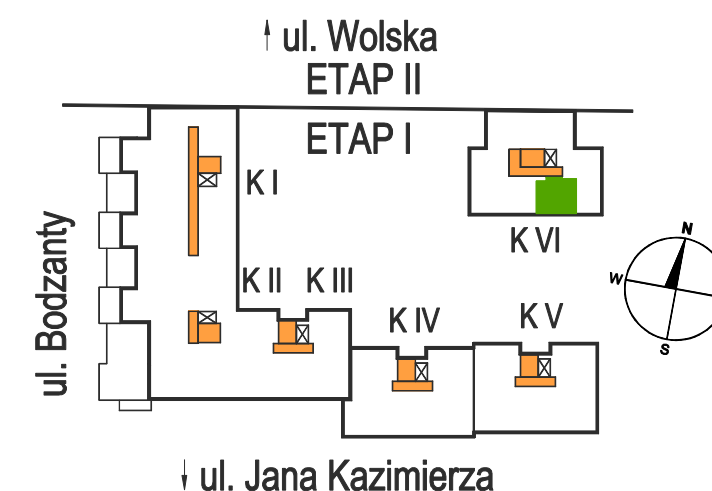 ul. Wolska
ETAP II
ETAP I
K I
K VI
ul. Bodzanty
K II
K III
K IV
K V
N
W
S
ul. Jana Kazimierza